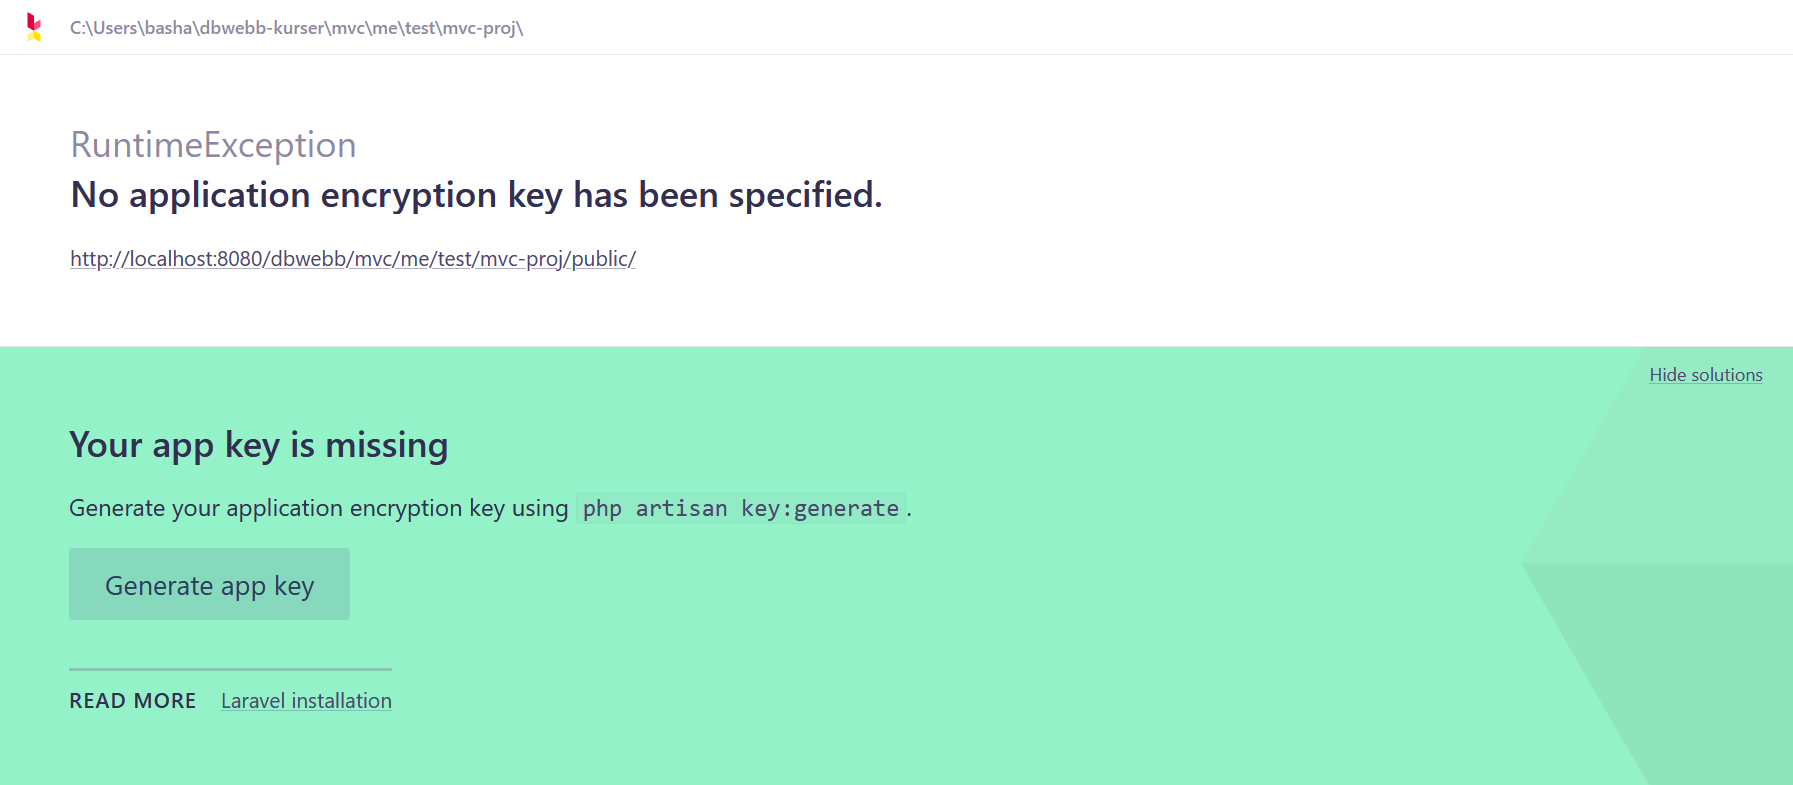 C:\Users\basha\dbwebb-kurser\mvc\me\test\mvc-proj\
RuntimeException
No application encryption key has been specified.
http://localhost:8080/dbwebb/mvc/me/test/mvc-proj/public/
Hide solutions
Your app key is missing
Generate your application encryption key using php artisan key:generate.
Generate app key
READ MORE Laravel installation